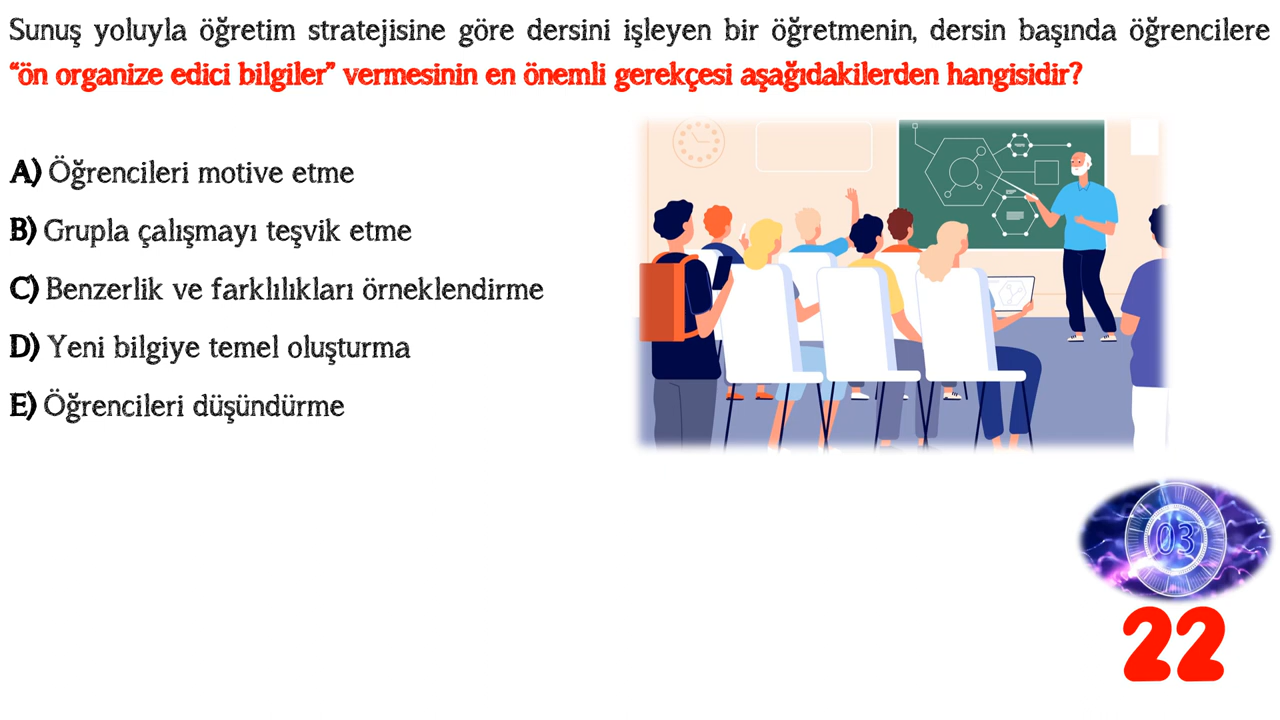 Sunuş yoluyla öğretim stratejisine göre dersini işleyen bir öğretmenin, dersin başında öğrencilere
“ön organize edici bilgiler” vermesinin en önemli gerekçesi aşağıdakilerden hangisidir?
A) Öğrencileri motive etme
B) Grupla çalışmayı teşvik etme
C) Benzerlik ve farklılıkları örneklendirme
D) Yeni bilgiye temel oluşturma
E) Öğrencileri düşündürme
03
22